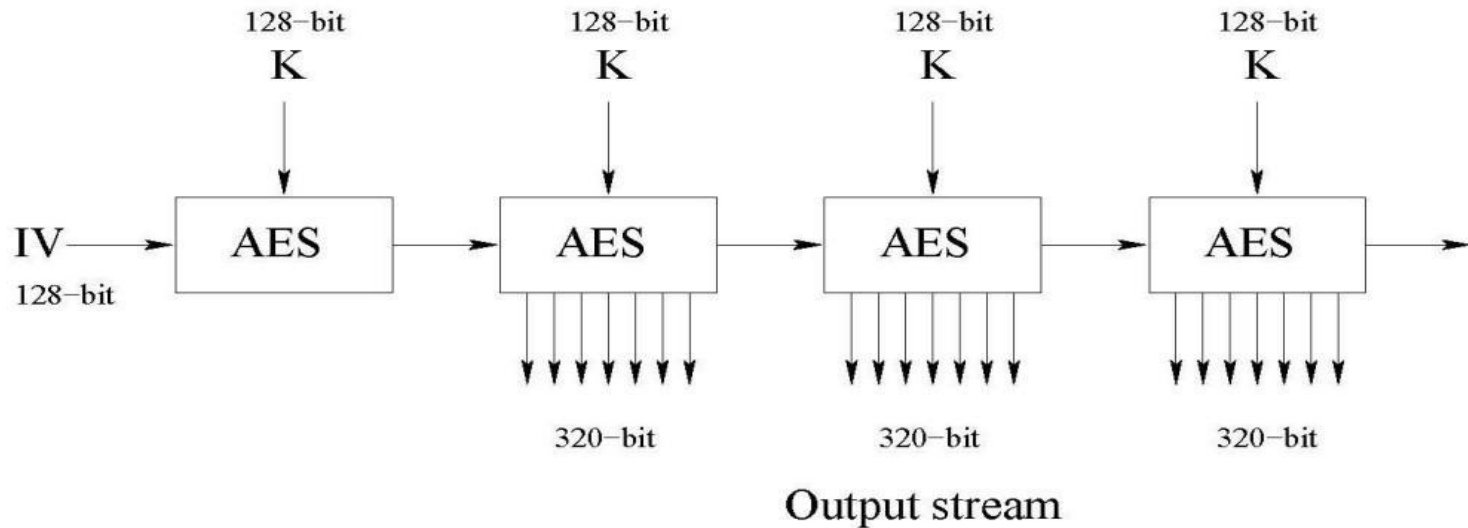 128−bit 128−bit 128−bit 128−bit
K K K K
IV AES AES AES AES
128−bit
320−bit 320−bit 320−bit
Output stream